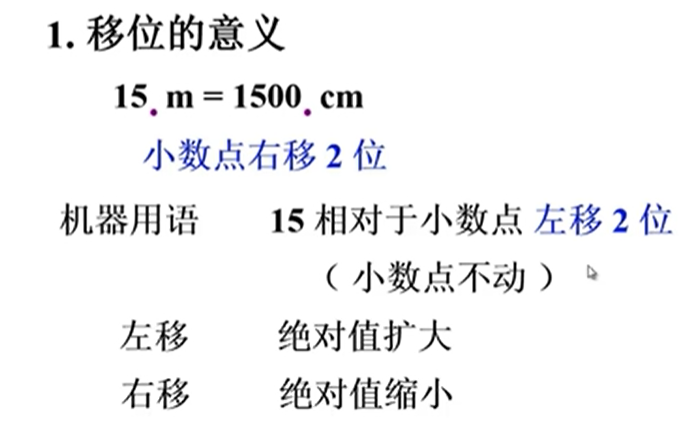 1. 移位的意义
15. m = 1500. cm
小数点右移 2 位
机器用语 15 相对于小数点 左移 2 位
（ 小数点不动 ）
左移 绝对值扩大
右移 绝对值缩小